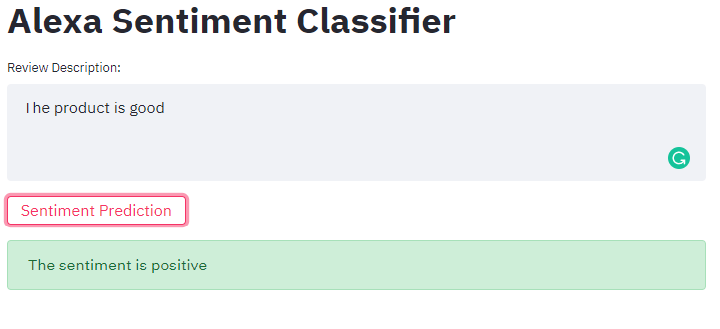 Alexa Sentiment Classifier
Review Description:
The product is good
Sentiment Prediction
The sentiment is positive